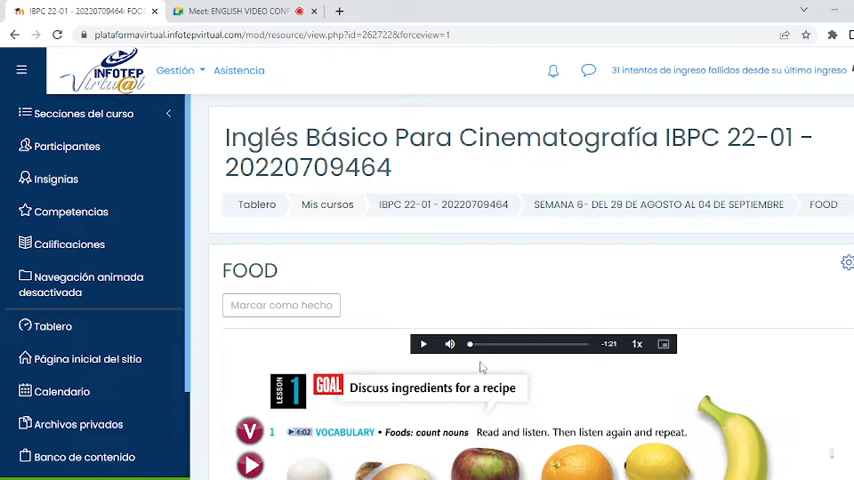 IBPC 22-01 - 20220709464: FOO
Meet: ENGLISH VIDEO CONF
plataformavirtual.infotepvirtual.com/mod/resource/view.php?id=262722&forceview=1
INFOTEP
Virtu@l
Gestión
Asistencia
31 intentos de ingreso fallidos desde su último ingreso
Secciones del curso
Participantes
Insignias
Competencias
Calificaciones
Navegación animada
desactivada
Tablero
Página inicial del sitio
Calendario
Archivos privados
Banco de contenido
Inglés Básico Para Cinematografía IBPC 22-01 -
20220709464
Tablero
Mis cursos
IBPC 22-01 - 20220709464
SEMANA 6- DEL 29 DE AGOSTO AL 04 DE SEPTIEMBRE
FOOD
FOOD
Marcar como hecho
-1:21
1x
LESSON 1
GOAL Discuss ingredients for a recipe
V 1 4:02 VOCABULARY • Foods: count nouns Read and listen. Then listen again and repeat.